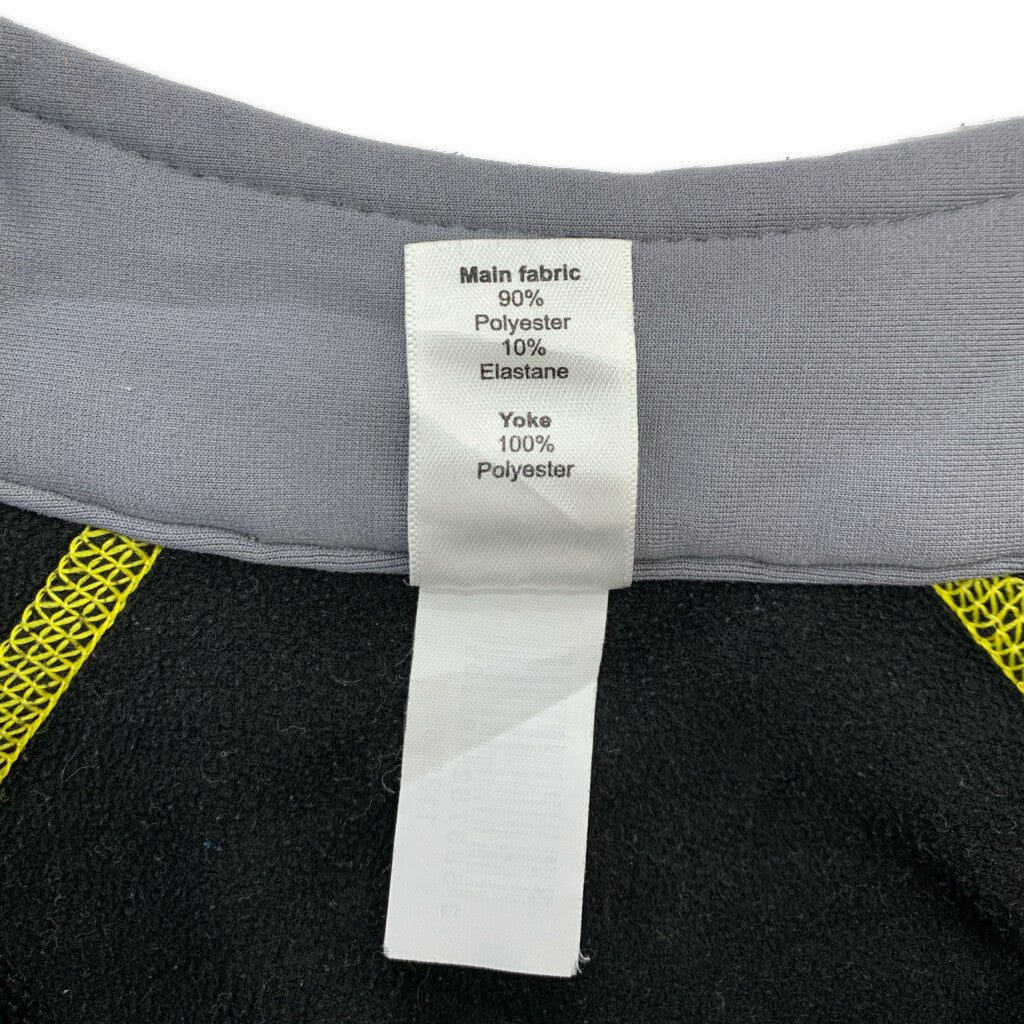 Main fabric
90%
Polyester
10%
Elastane
Yoke
100%
Polyester